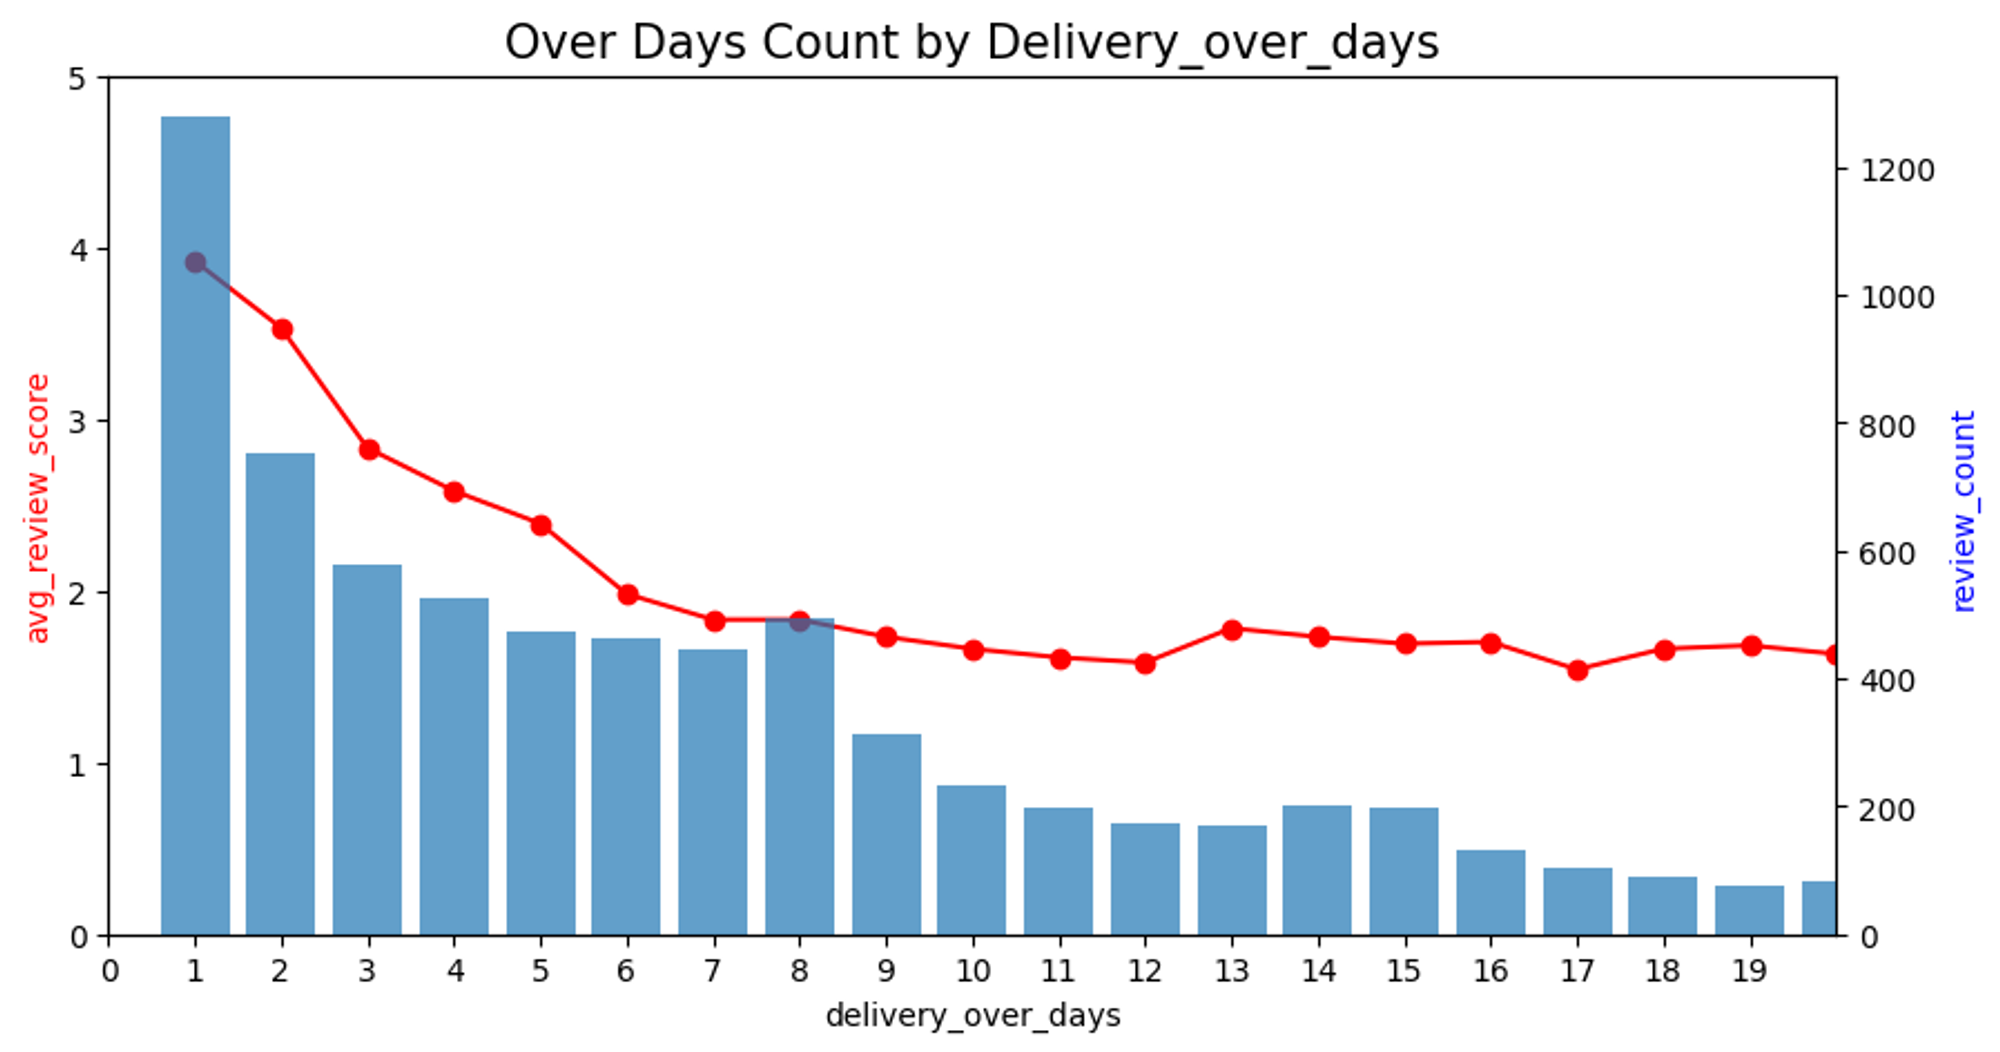 Over Days Count by Delivery_over_days
5
4
3
2
1
0
avg_review_score
1200
1000
800
600
400
200
0
review_count
0 1 2 3 4 5 6 7 8 9 10 11 12 13 14 15 16 17 18 19
delivery_over_days